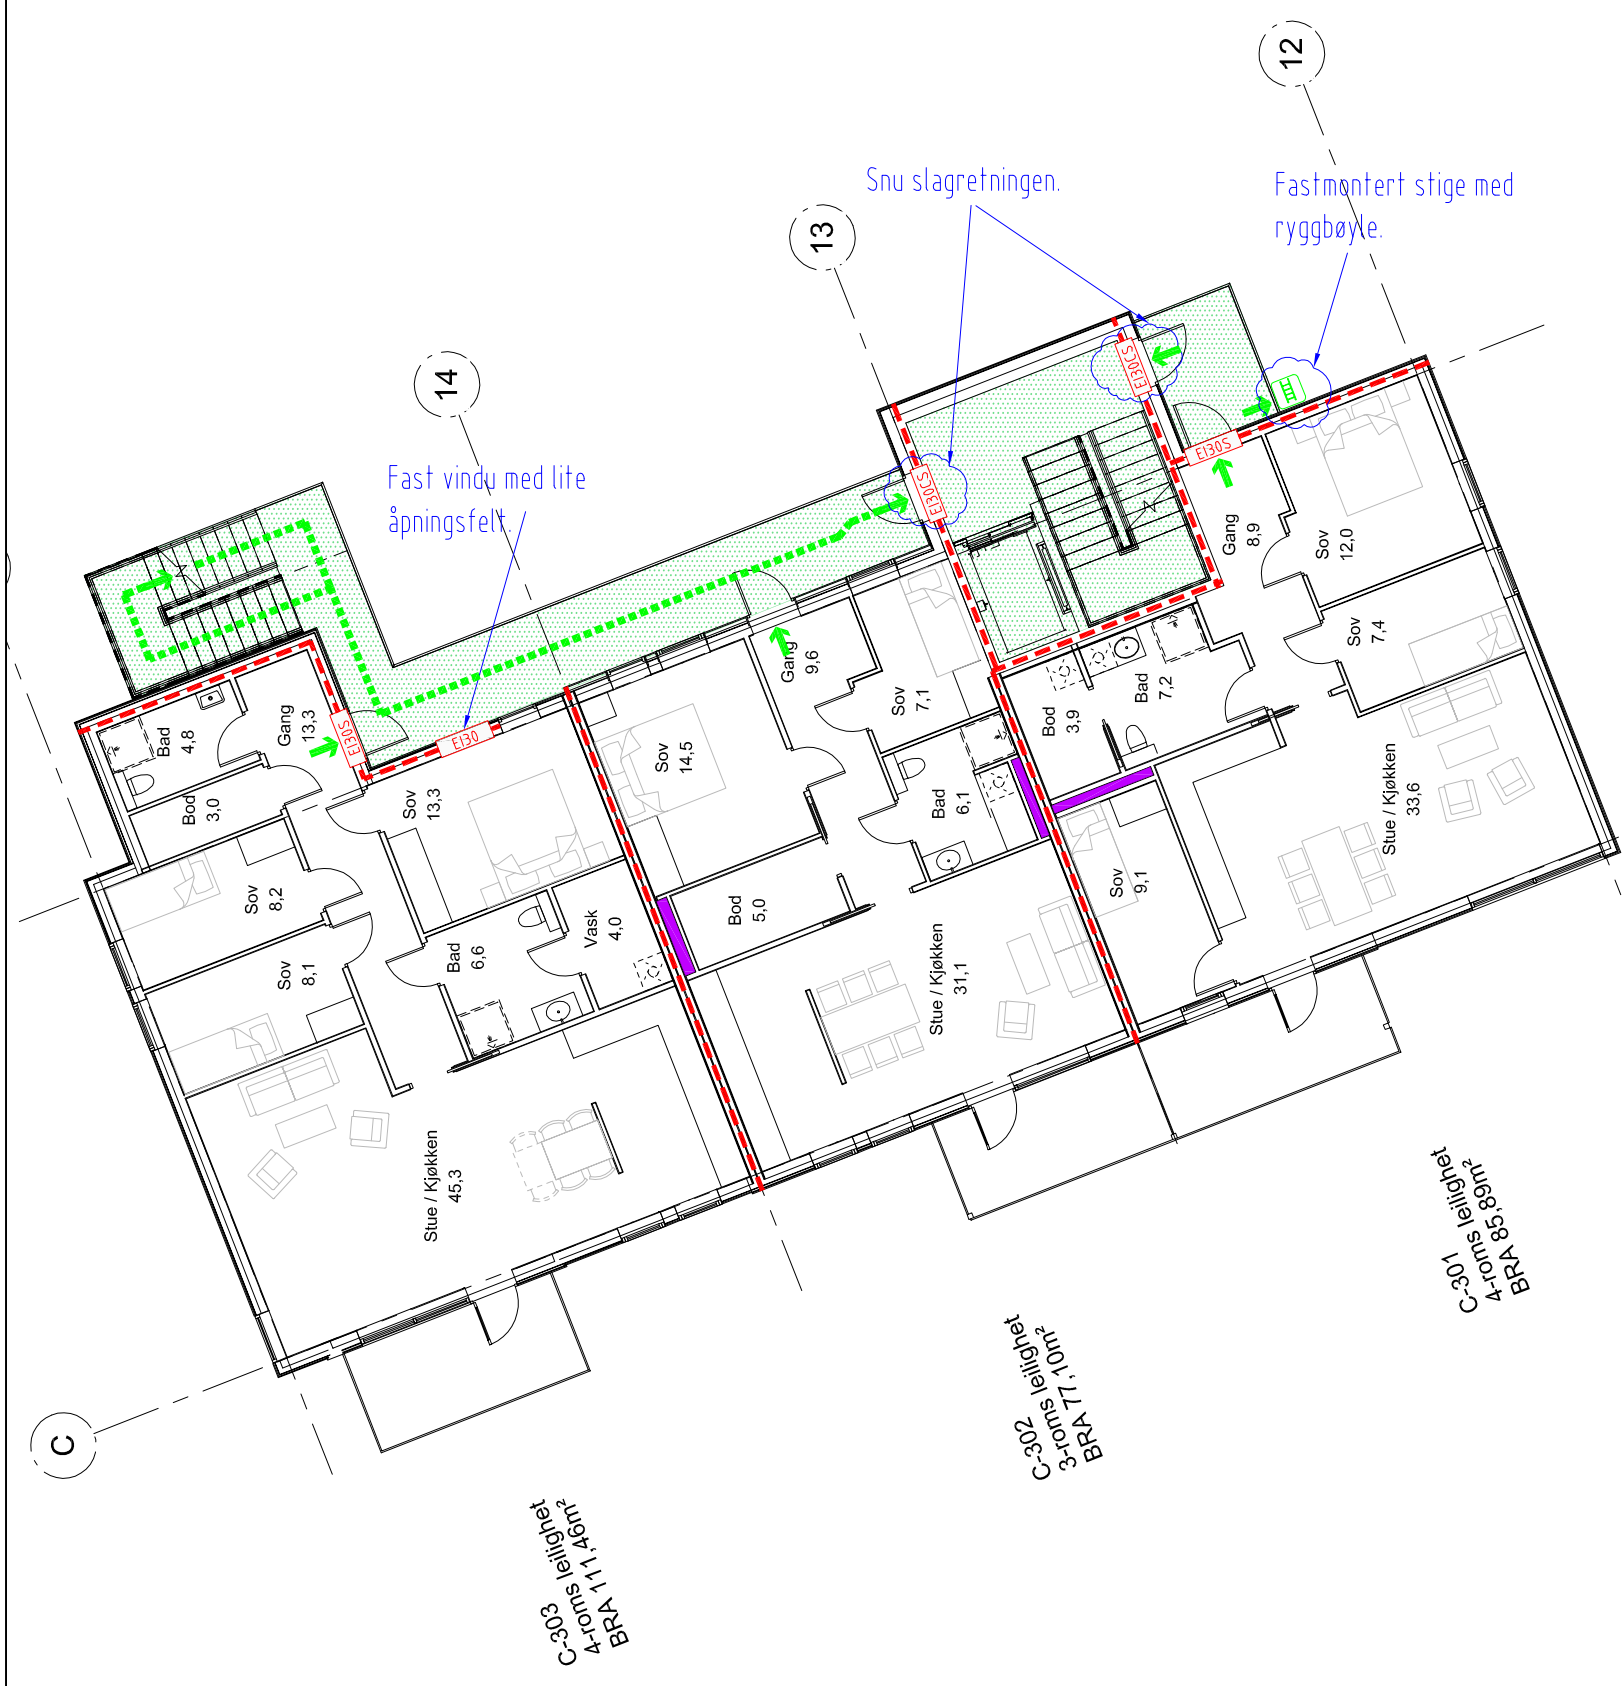 12
Snu slagretningen.
Fastmontert stige med
ryggbøyle.
13
14
Fast vindu med lite
åpningsfelt.
EI30CS
EI30CS
EI30S
EI30S
EI30
Bad
4,8
Gang
13,3
Bod
3,0
Sov
13,3
Sov
8,2
Sov
8,1
Bad
6,6
Vask
4,0
Stue / Kjøkken
45,3
Sov
14,5
Gang
9,6
Sov
7,1
Bad
6,1
Bod
5,0
Stue / Kjøkken
31,1
Gang
8,9
Sov
12,0
Sov
7,4
Bad
7,2
Bod
3,9
Sov
9,1
Stue / Kjøkken
33,6
C
C-303
4-roms leilighet
BRA 111,46m²
C-302
3-roms leilighet
BRA 77,10m²
C-301
4-roms leilighet
BRA 85,89m²